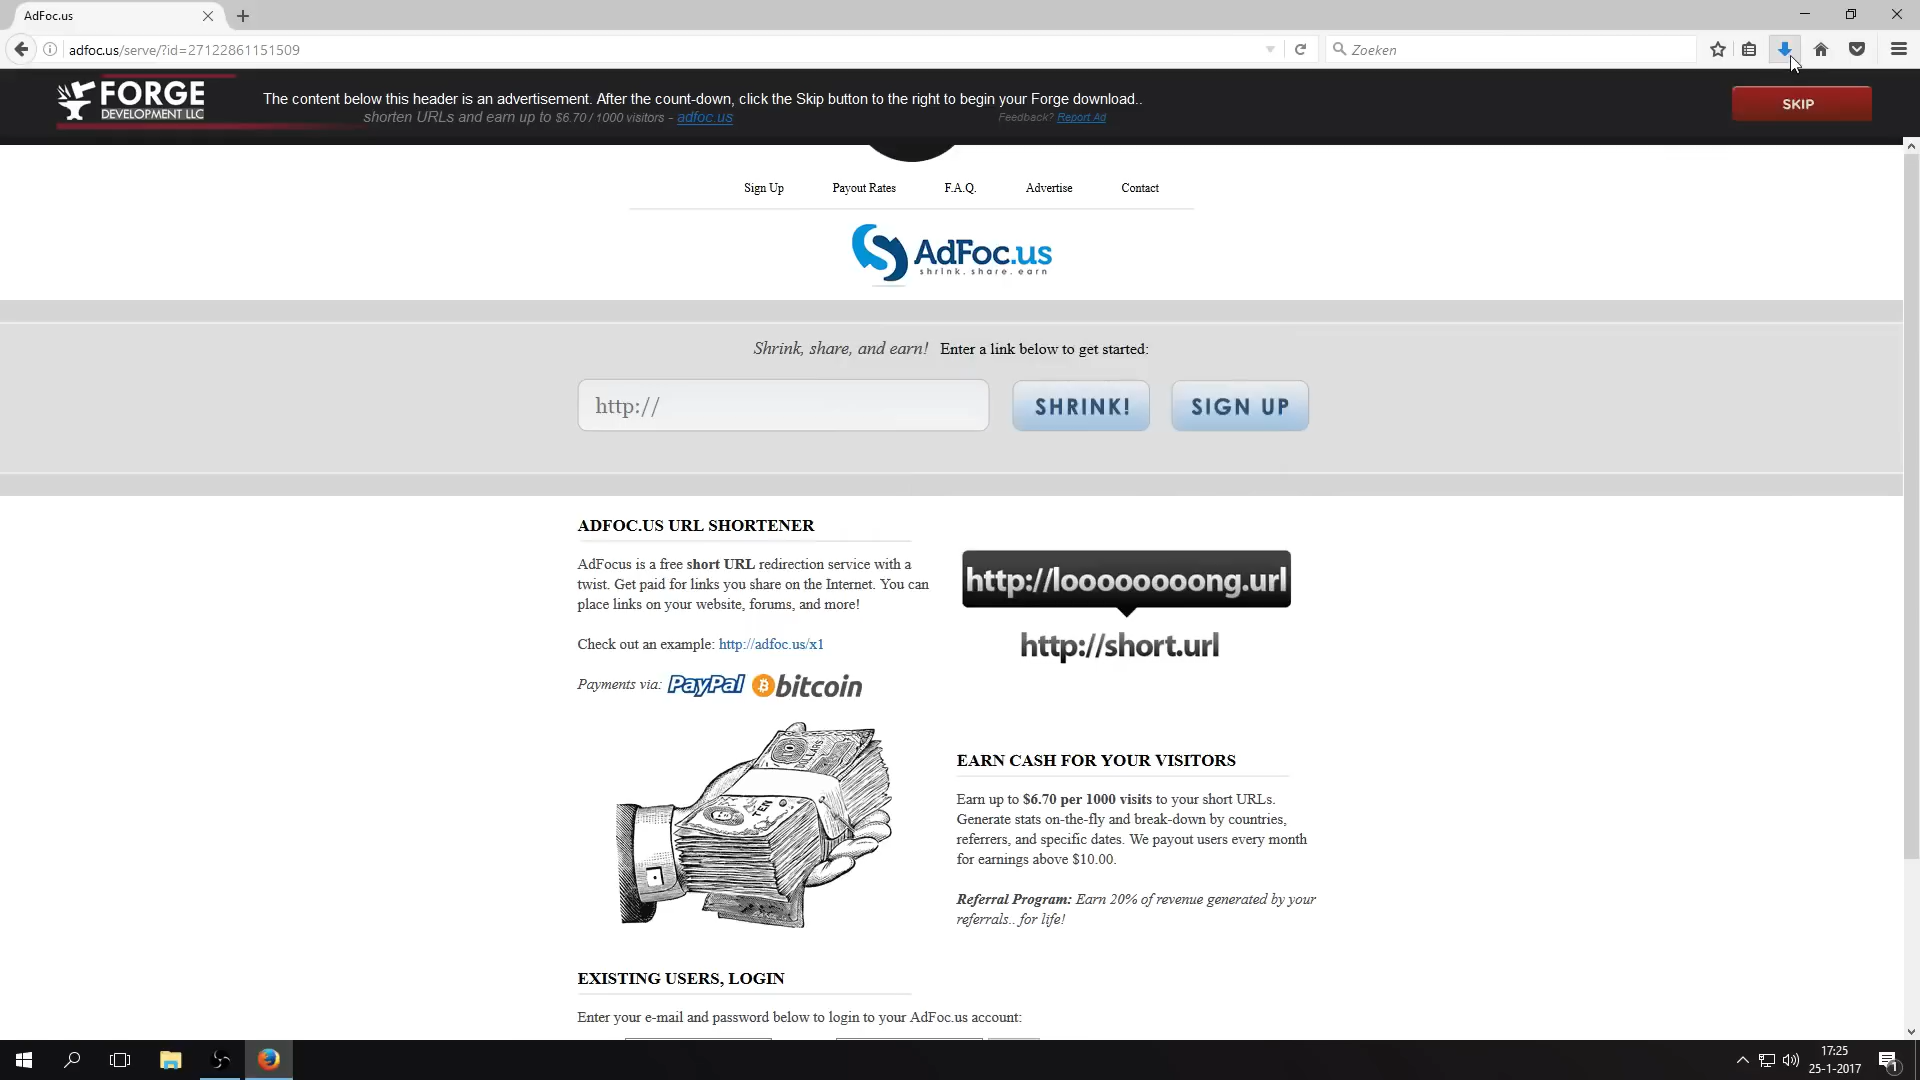 AdFoc.us
adfoc.us/serve/?id=27122861151509
Zoeken
FORGE
DEVELOPMENT LLC
The content below this header is an advertisement. After the count-down, click the Skip button to the right to begin your Forge download..
shorten URLs and earn up to $6.70 / 1000 visitors - adfoc.us
Feedback? Report Ad
SKIP
Sign Up Payout Rates F.A.Q. Advertise Contact
AdFoc.us
shrink. share. earn
Shrink, share, and earn! Enter a link below to get started:
http://
SHRINK!
SIGN UP
ADFOC.US URL SHORTENER
AdFocus is a free short URL redirection service with a
twist. Get paid for links you share on the Internet. You can
place links on your website, forums, and more!
Check out an example: http://adfoc.us/x1
Payments via: PayPal bitcoin
http://looooooooong.url
http://short.url
TEN
EARN CASH FOR YOUR VISITORS
Earn up to $6.70 per 1000 visits to your short URLs.
Generate stats on-the-fly and break-down by countries,
referrers, and specific dates. We payout users every month
for earnings above $10.00.
Referral Program: Earn 20% of revenue generated by your
referrals.. for life!
EXISTING USERS, LOGIN
Enter your e-mail and password below to login to your AdFoc.us account:
17:25
25-1-2017
1